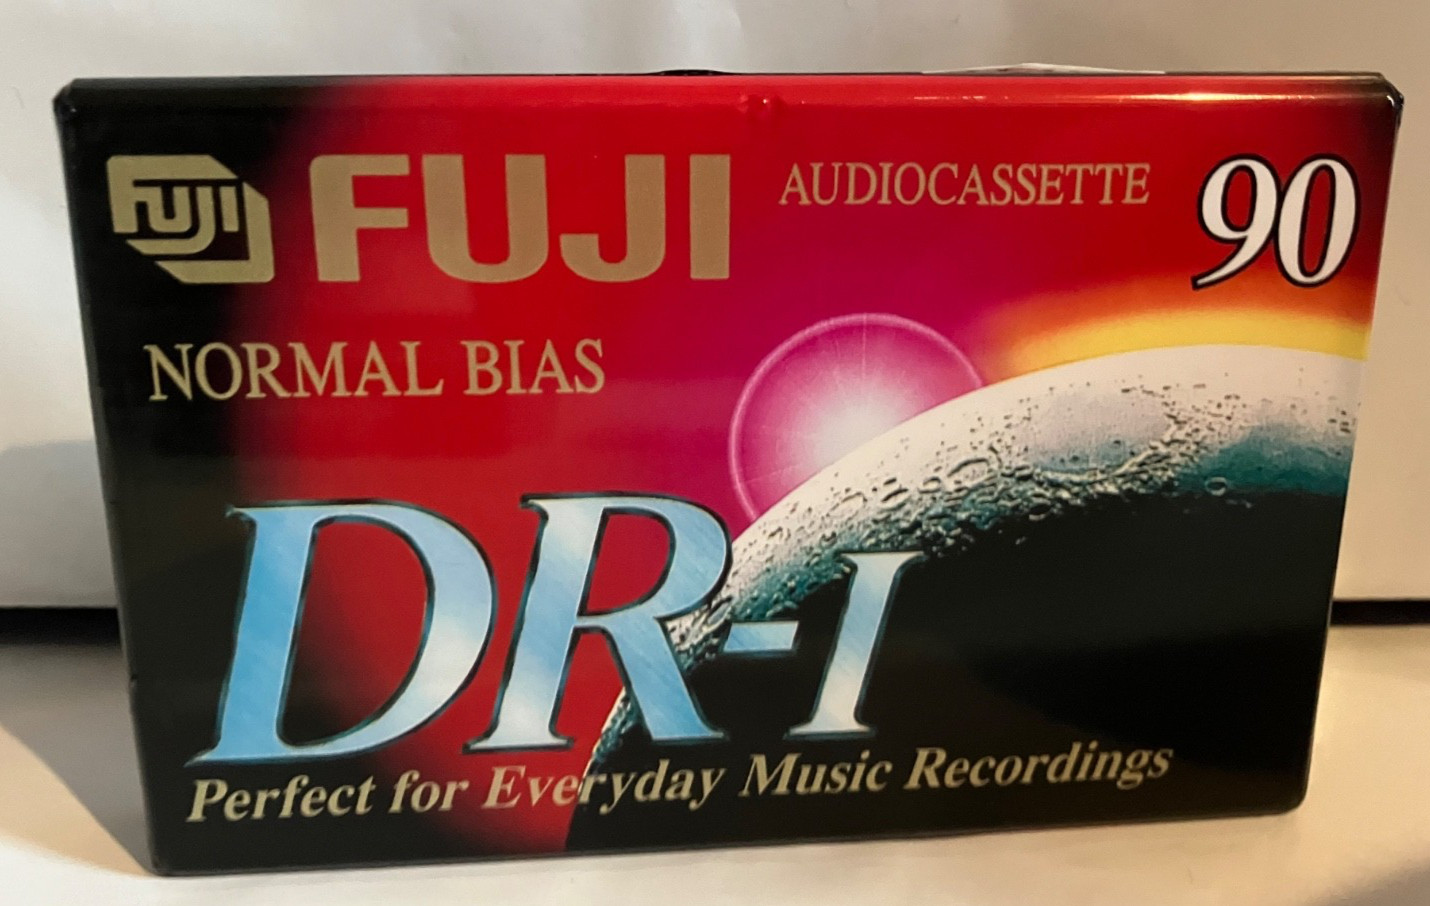 FUJI FUJI AUDIOCASSETTE 90
NORMAL BIAS
DR-I
Perfect for Everyday Music Recordings